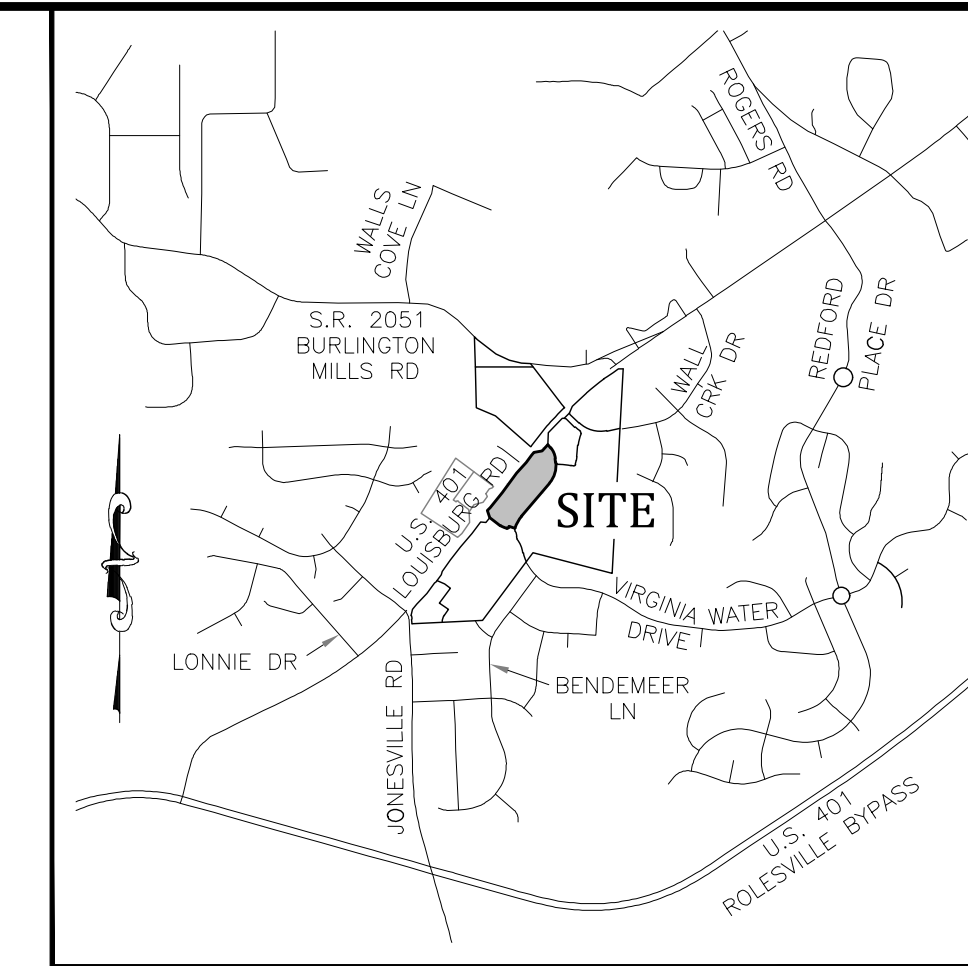 ROGERS RD
WALLS
COVE LN
S.R. 2051
BURLINGTON
MILLS RD
REDFORD
PLACE DR
WALL
CRK DR
U.S. 401
LOUISBURG RD
SITE
VIRGINIA WATER
DRIVE
LONNIE DR
BENDEMEER
LN
JONESVILLE RD
U.S. 401
ROLESVILLE BYPASS